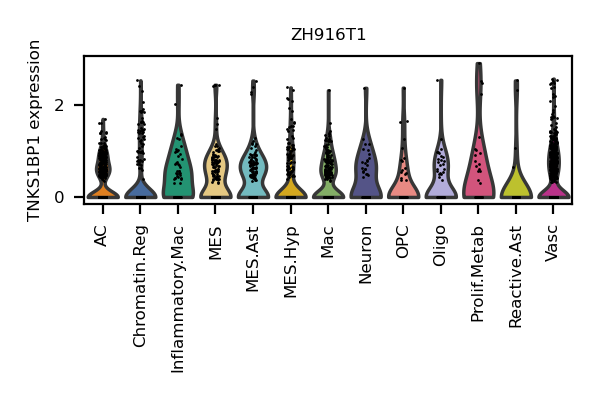 ZH916T1
TNKS1BP1 expression
2
0
AC
Chromatin.Reg
Inflammatory.Mac
MES
MES.Ast
MES.Hyp
Mac
Neuron
OPC
Oligo
Prolif.Metab
Reactive.Ast
Vasc